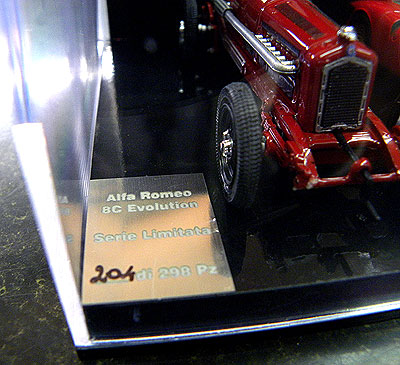 Alfa Romeo
8C Evolution
Serie Limitata
204 di 298 Pz